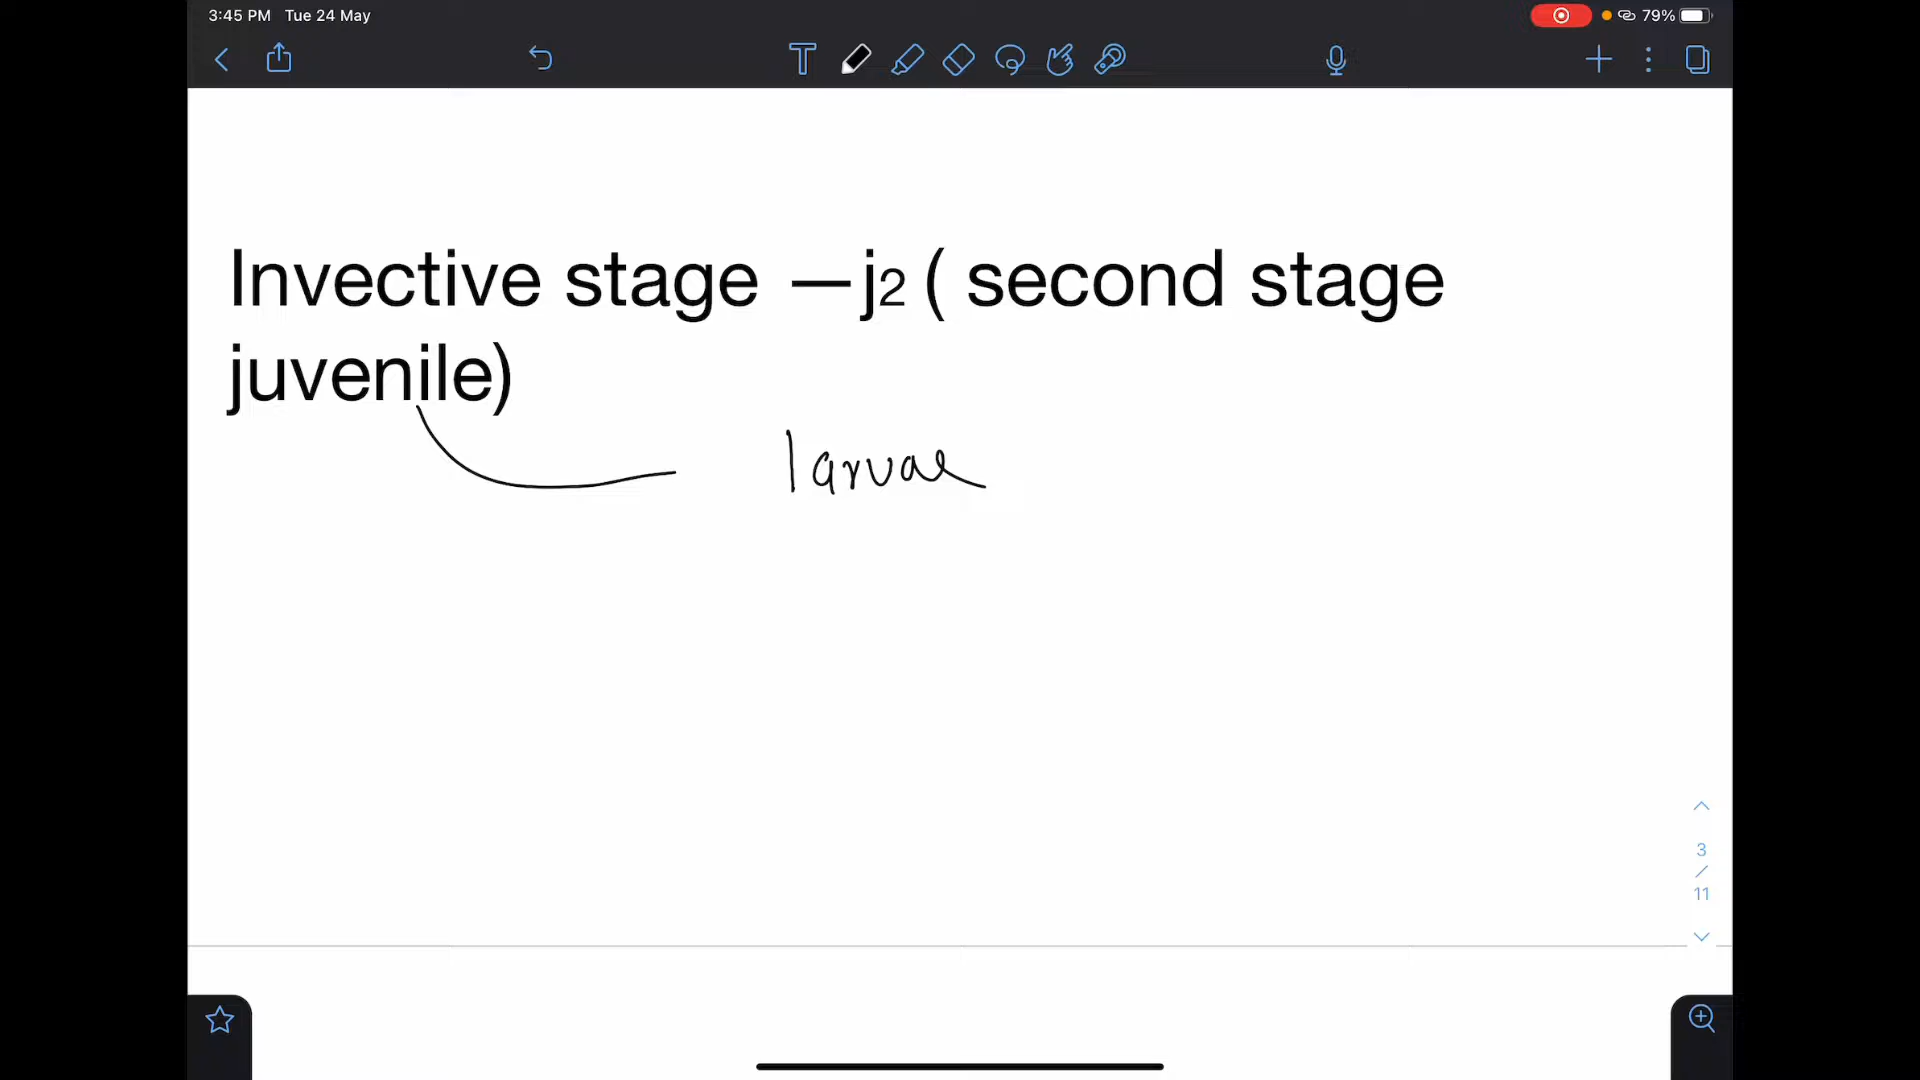 3:45 PM Tue 24 May
79%
Invective stage —j2 ( second stage
juvenile)
larvae
3
/
11